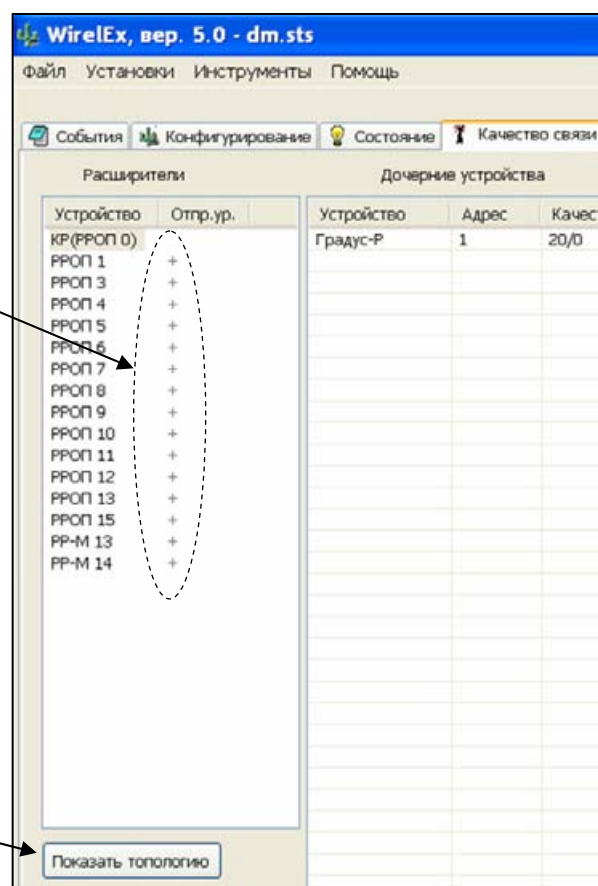 WirelEx, вер. 5.0 - dm.sts
Файл Установки Инструменты Помощь
События Конфигурирование Состояние Качество связи
Расширители Дочерние устройства
Устройство Отпр.ур. Устройство Адрес Качес
КР(РРОП 0) Градус-Р 1 20/0
РРОП 1 +
РРОП 3 +
РРОП 4 +
РРОП 5 +
РРОП 6 +
РРОП 7 +
РРОП 8 +
РРОП 9 +
РРОП 10 +
РРОП 11 +
РРОП 12 +
РРОП 13 +
РРОП 15 +
РР-М 13 +
РР-М 14 +
Показать топологию